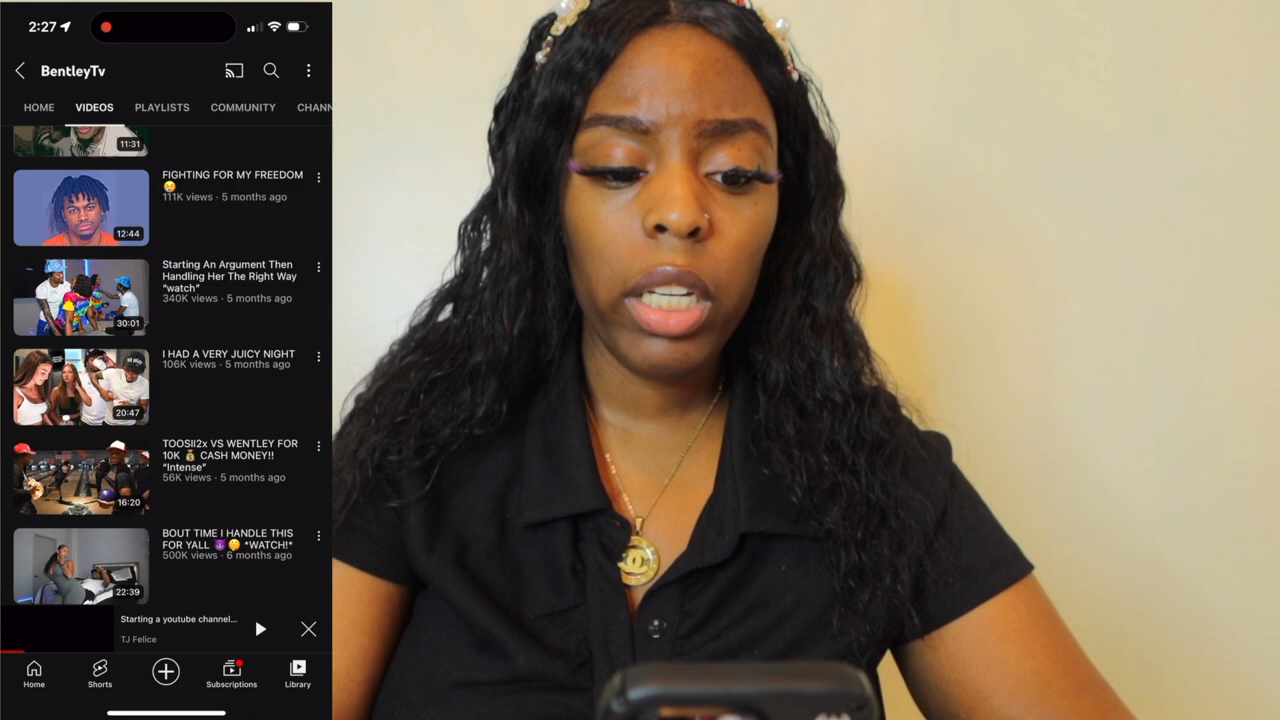 2:27
BentleyTv
HOME VIDEOS PLAYLISTS COMMUNITY CHANN
11:31
FIGHTING FOR MY FREEDOM
😢
111K views · 5 months ago
12:44
Starting An Argument Then
Handling Her The Right Way
“watch”
340K views · 5 months ago
30:01
I HAD A VERY JUICY NIGHT
106K views · 5 months ago
20:47
TOOSII2x VS WENTLEY FOR
10K 💰 CASH MONEY!!
“Intense”
56K views · 5 months ago
16:20
BOUT TIME I HANDLE THIS
FOR YALL 😈🤫 *WATCH!*
500K views · 6 months ago
22:39
Starting a youtube channel...
TJ Felice
Home Shorts Subscriptions Library